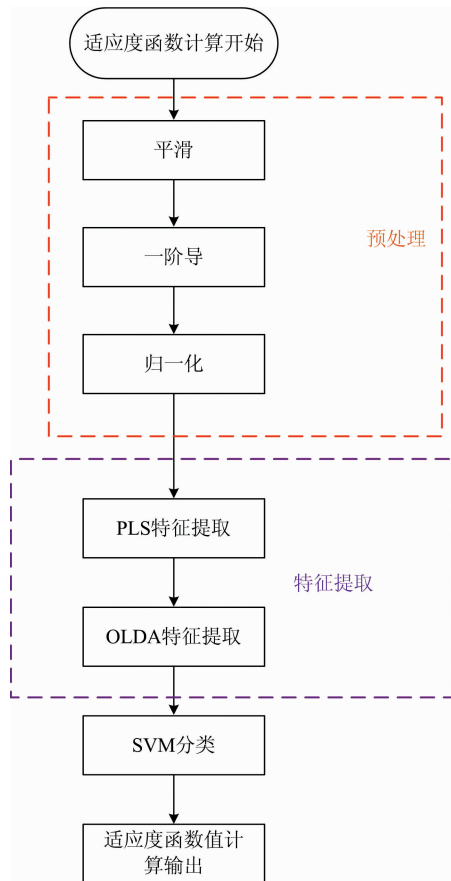 适应度函数计算开始
平滑
一阶导
预处理
归一化
PLS特征提取
特征提取
OLDA特征提取
SVM分类
适应度函数值计
算输出